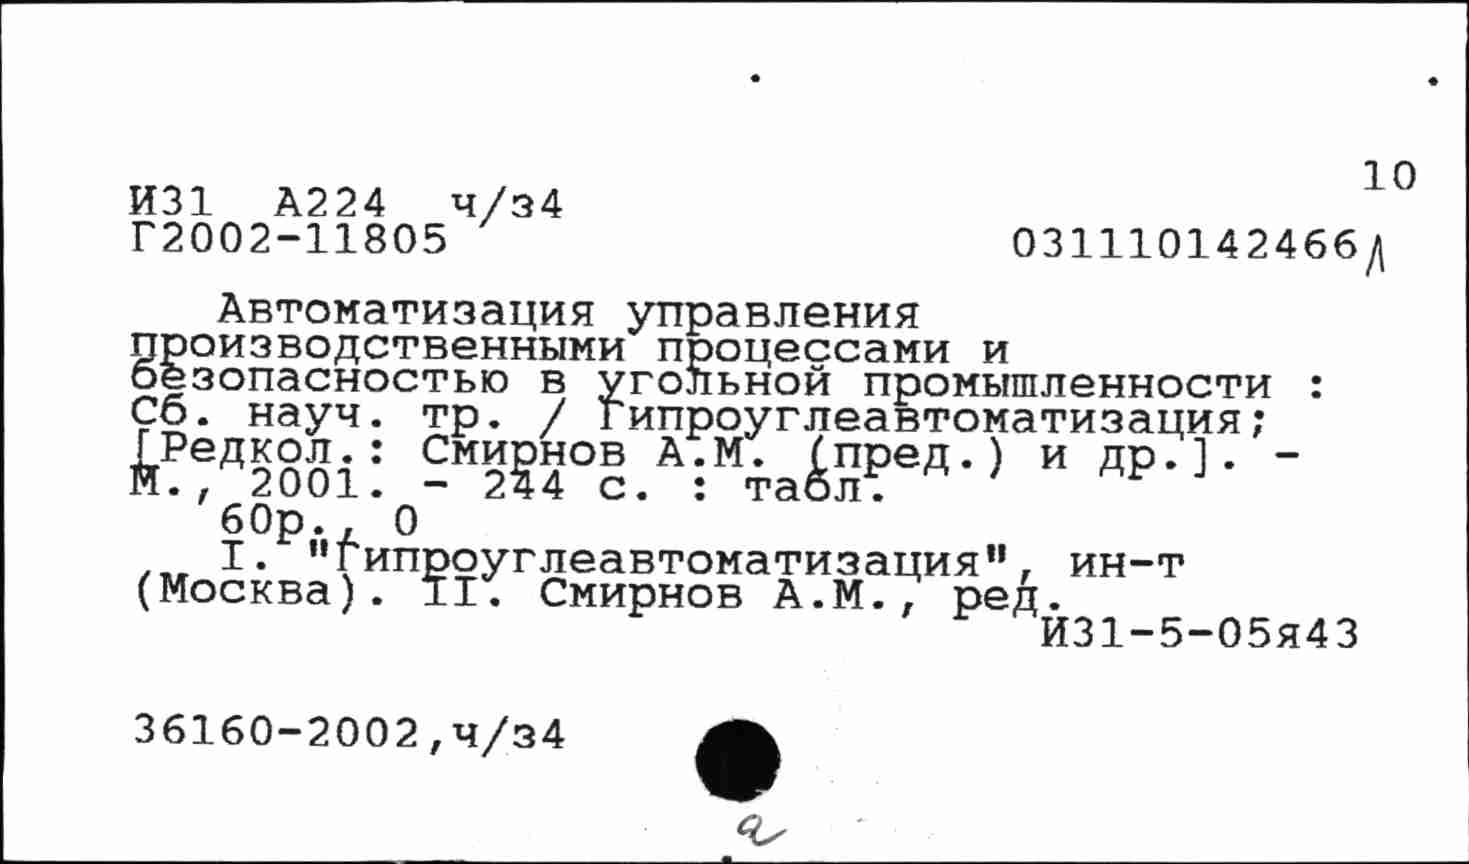 10
И31 А224 ч/з4
Г2002-11805 031110142466Л
Автоматизация управления
производственными процессами и
безопасностью в угольной промышленности :
Сб. науч. тр. / Гипроуглеавтоматизация;
[Редкол.: Смирнов А.М. (пред.) и др.]. -
М., 2001. - 244 с. : табл.
60р., 0
I. "Гипроуглеавтоматизация", ин-т
(Москва). II. Смирнов А.М., ред.
И31-5-05я43
36160-2002,ч/з4
а